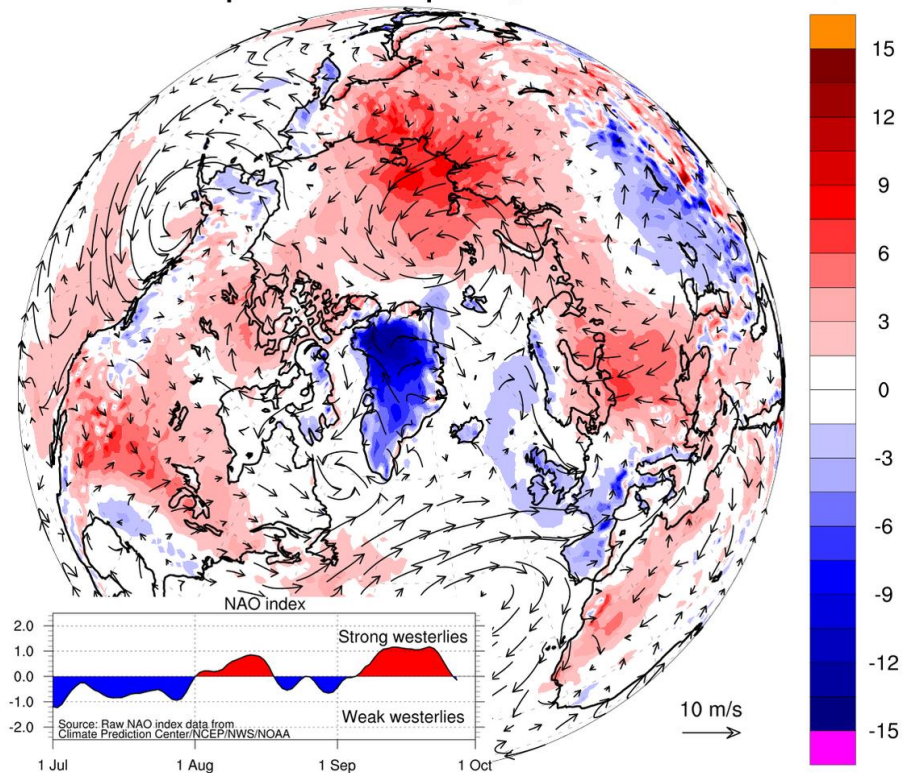 15
12
9
6
3
0
-3
-6
-9
-12
-15
10 m/s
NAO index
2.0
1.0
0.0
-1.0
-2.0
Strong westerlies
Weak westerlies
Source: Raw NAO index data from
Climate Prediction Center/NCEP/NWS/NOAA
1 Jul
1 Aug
1 Sep
1 Oct